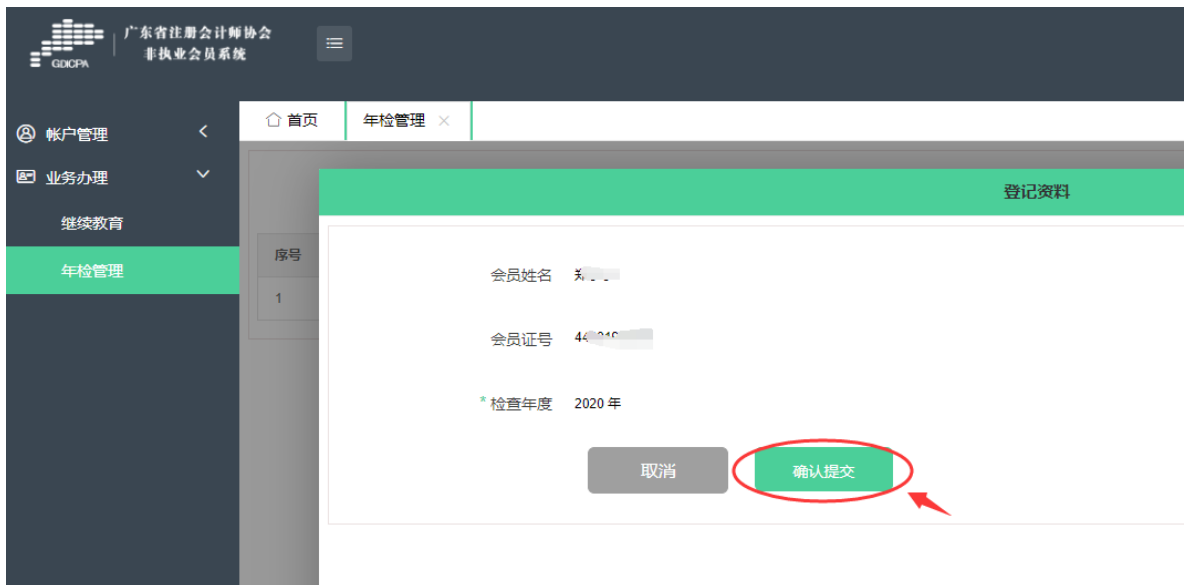 广东省注册会计师协会
非执业会员系统
GDICPA
帐户管理
业务办理
继续教育
年检管理
首页
年检管理
登记资料
序号
1
会员姓名
会员证号
*检查年度 2020 年
取消
确认提交